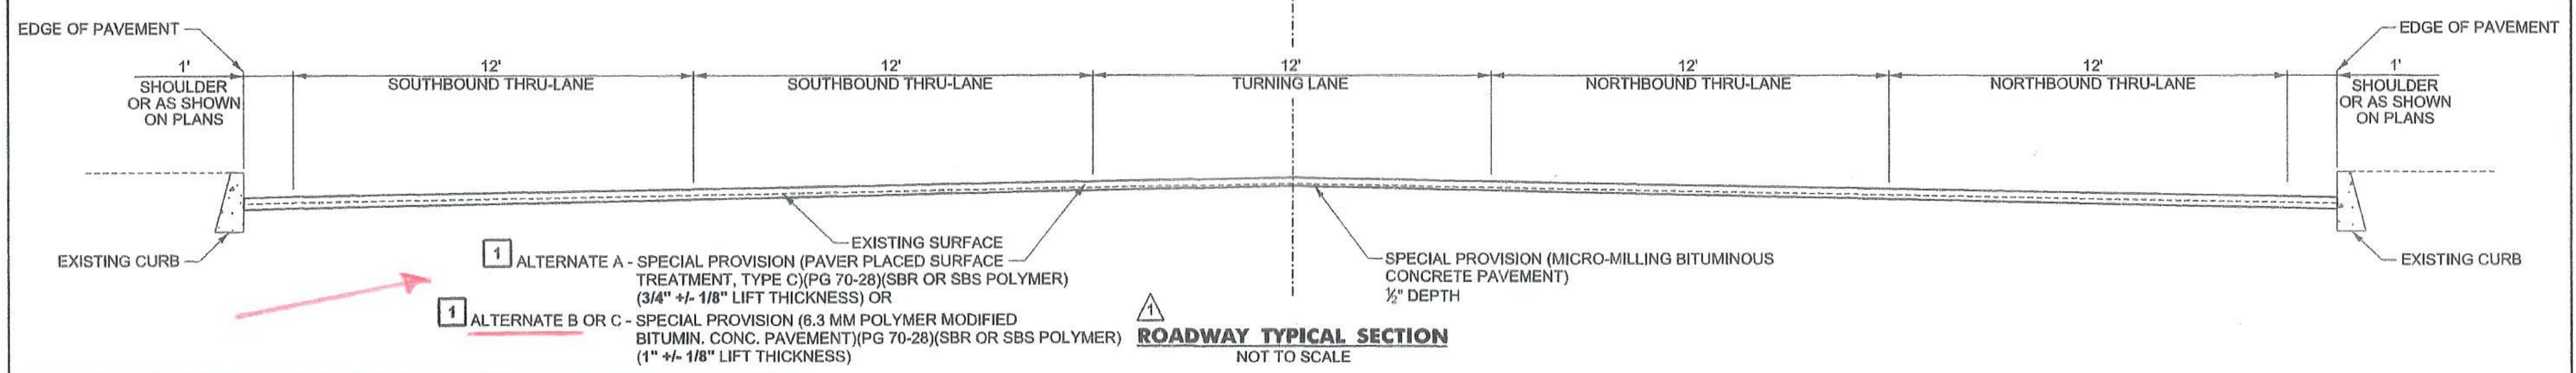 EDGE OF PAVEMENT
EDGE OF PAVEMENT
1'
12'
12'
12'
12'
12'
1'
SHOULDER
OR AS SHOWN
ON PLANS
SOUTHBOUND THRU-LANE
SOUTHBOUND THRU-LANE
TURNING LANE
NORTHBOUND THRU-LANE
NORTHBOUND THRU-LANE
SHOULDER
OR AS SHOWN
ON PLANS
EXISTING CURB
EXISTING SURFACE
1 ALTERNATE A - SPECIAL PROVISION (PAVER PLACED SURFACE
TREATMENT, TYPE C)(PG 70-28)(SBR OR SBS POLYMER)
(3/4" +/- 1/8" LIFT THICKNESS) OR
1 ALTERNATE B OR C - SPECIAL PROVISION (6.3 MM POLYMER MODIFIED
BITUMIN. CONC. PAVEMENT)(PG 70-28)(SBR OR SBS POLYMER)
(1" +/- 1/8" LIFT THICKNESS)
SPECIAL PROVISION (MICRO-MILLING BITUMINOUS
CONCRETE PAVEMENT)
½" DEPTH
EXISTING CURB
1
ROADWAY TYPICAL SECTION
NOT TO SCALE